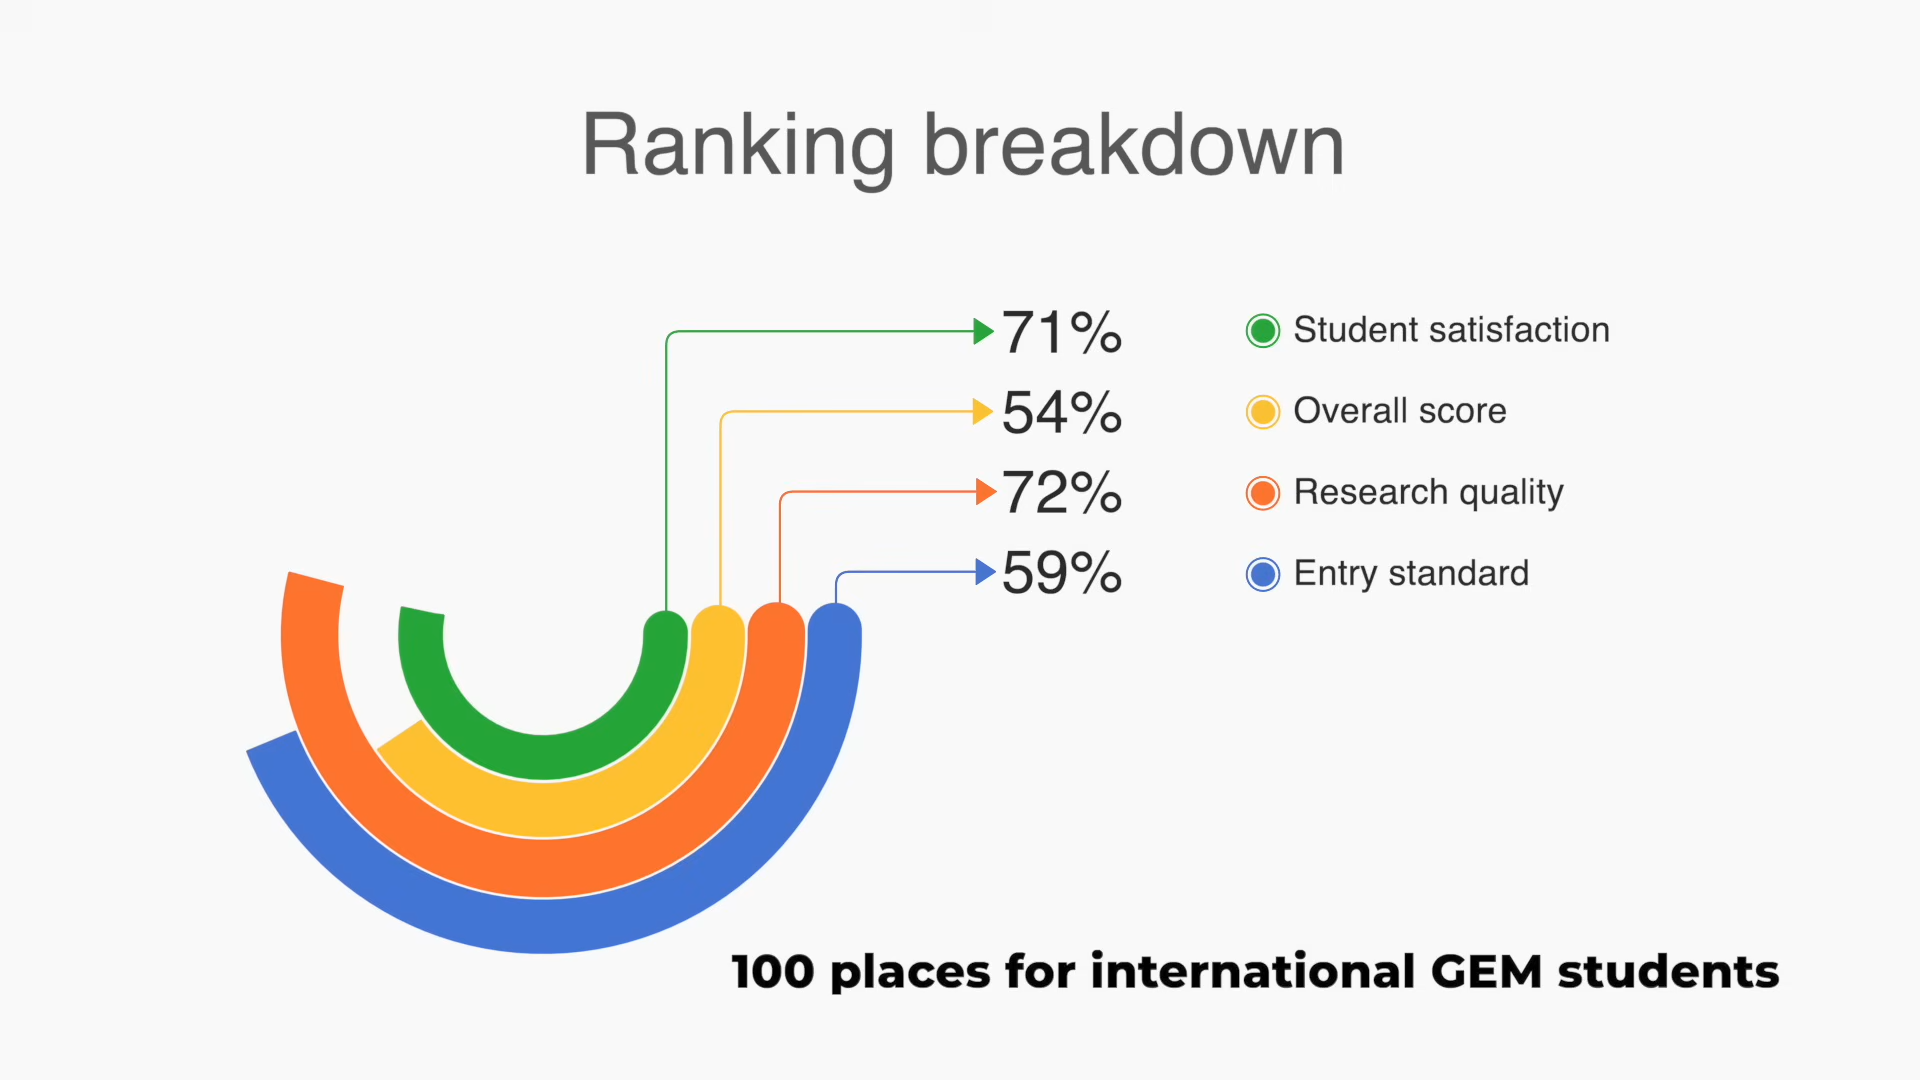 Ranking breakdown
71% Student satisfaction
54% Overall score
72% Research quality
59% Entry standard
100 places for international GEM students